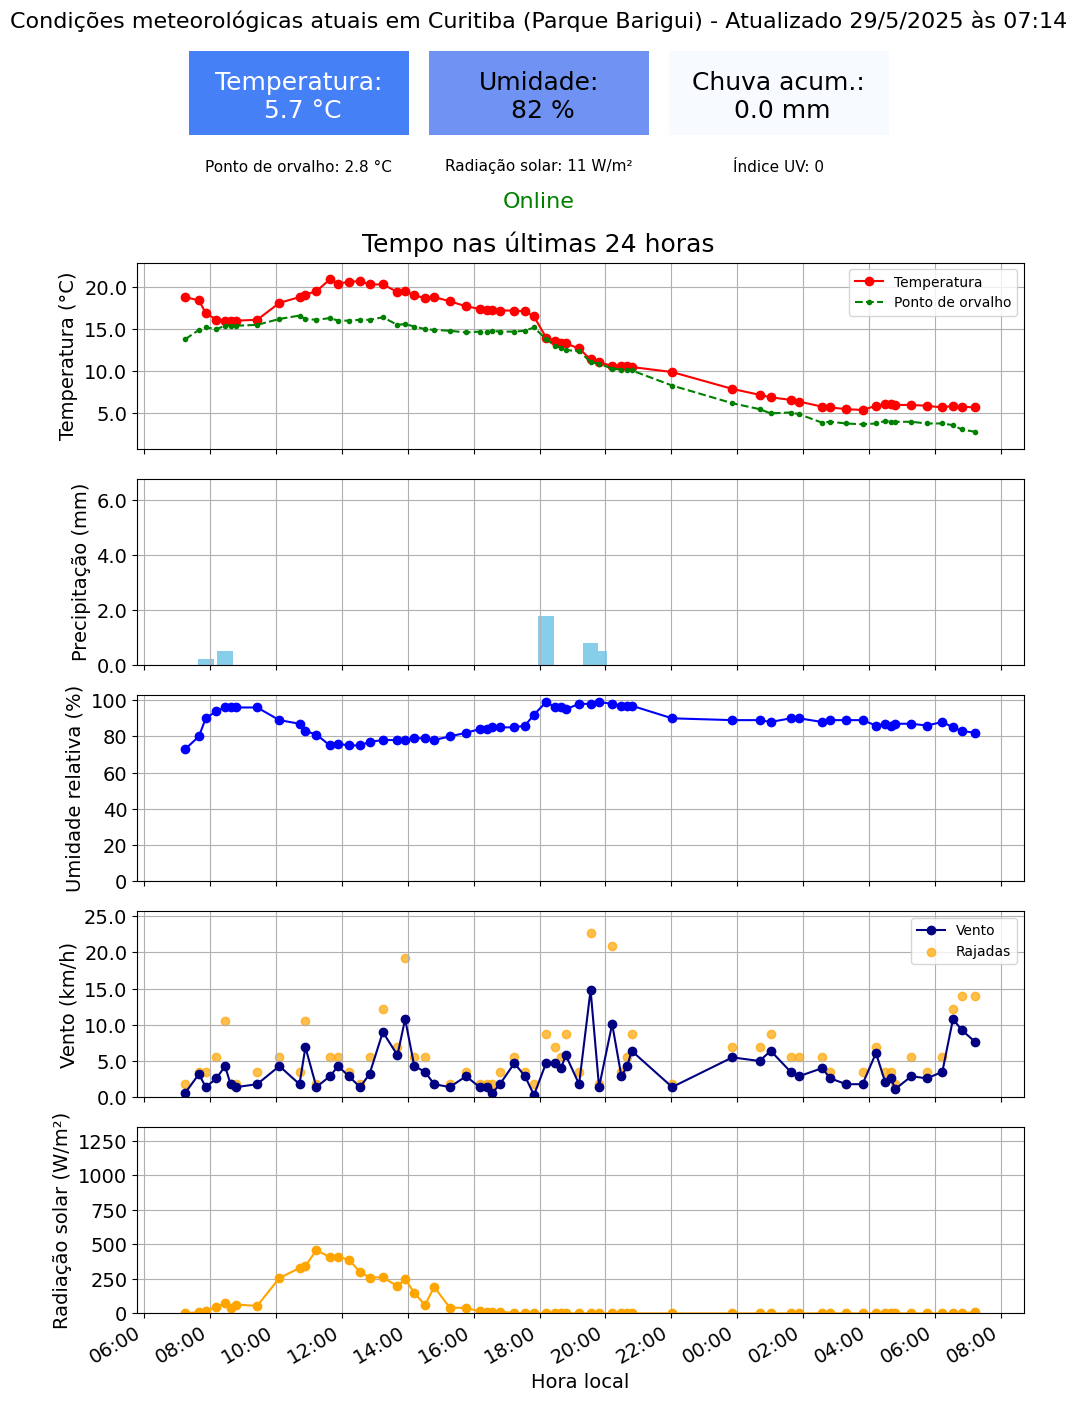 Condições meteorológicas atuais em Curitiba (Parque Barigui) - Atualizado 29/5/2025 às 07:14
Temperatura:
5.7 °C
Umidade:
82 %
Chuva acum.:
0.0 mm
Ponto de orvalho: 2.8 °C
Radiação solar: 11 W/m²
Índice UV: 0
Online
Tempo nas últimas 24 horas
Temperatura (°C)
20.0
15.0
10.0
5.0
Temperatura
Ponto de orvalho
Precipitação (mm)
6.0
4.0
2.0
0.0
Umidade relativa (%)
100
80
60
40
20
0
Vento (km/h)
25.0
20.0
15.0
10.0
5.0
0.0
Vento
Rajadas
Radiação solar (W/m²)
1250
1000
750
500
250
0
06:00
08:00
10:00
12:00
14:00
16:00
18:00
20:00
22:00
00:00
02:00
04:00
06:00
08:00
Hora local